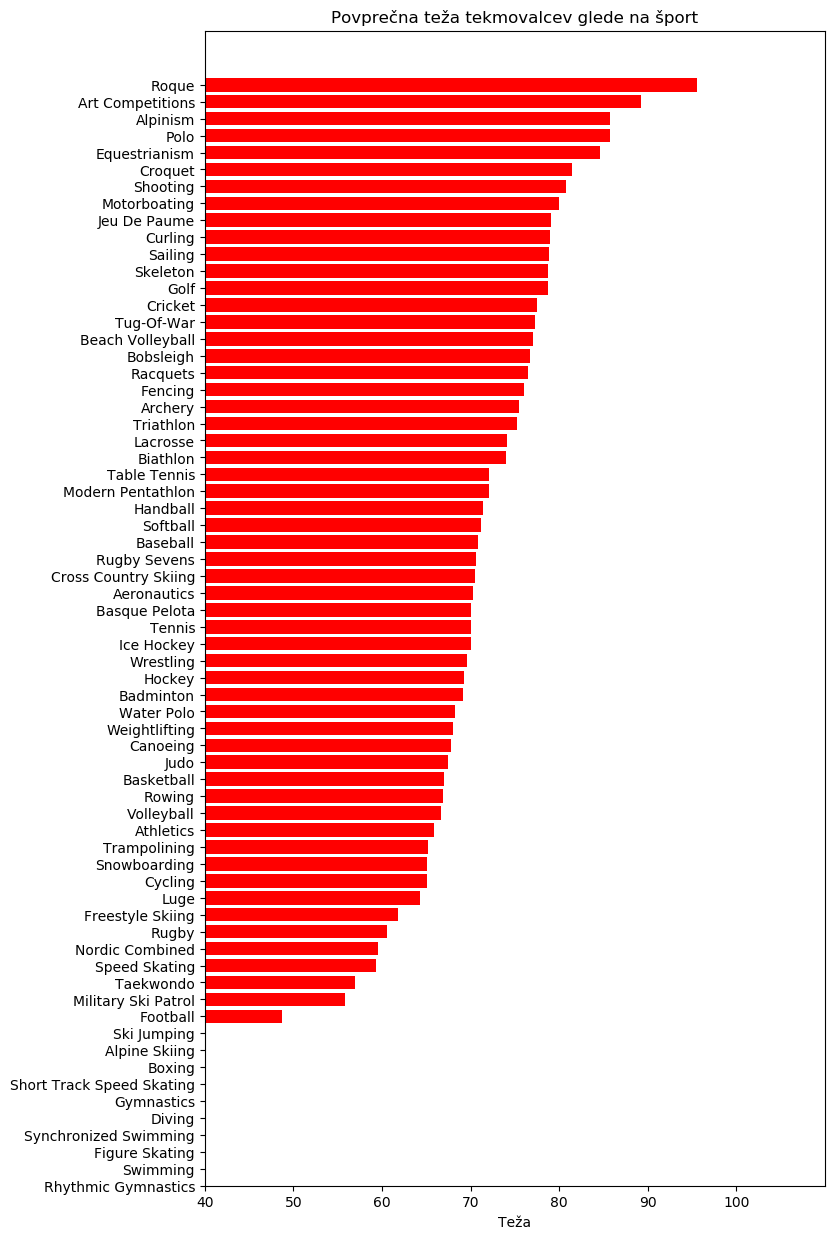 Povprečna teža tekmovalcev glede na šport
Roque
Art Competitions
Alpinism
Polo
Equestrianism
Croquet
Shooting
Motorboating
Jeu De Paume
Curling
Sailing
Skeleton
Golf
Cricket
Tug-Of-War
Beach Volleyball
Bobsleigh
Racquets
Fencing
Archery
Triathlon
Lacrosse
Biathlon
Table Tennis
Modern Pentathlon
Handball
Softball
Baseball
Rugby Sevens
Cross Country Skiing
Aeronautics
Basque Pelota
Tennis
Ice Hockey
Wrestling
Hockey
Badminton
Water Polo
Weightlifting
Canoeing
Judo
Basketball
Rowing
Volleyball
Athletics
Trampolining
Snowboarding
Cycling
Luge
Freestyle Skiing
Rugby
Nordic Combined
Speed Skating
Taekwondo
Military Ski Patrol
Football
Ski Jumping
Alpine Skiing
Boxing
Short Track Speed Skating
Gymnastics
Diving
Synchronized Swimming
Figure Skating
Swimming
Rhythmic Gymnastics
40 50 60 70 80 90 100
Teža